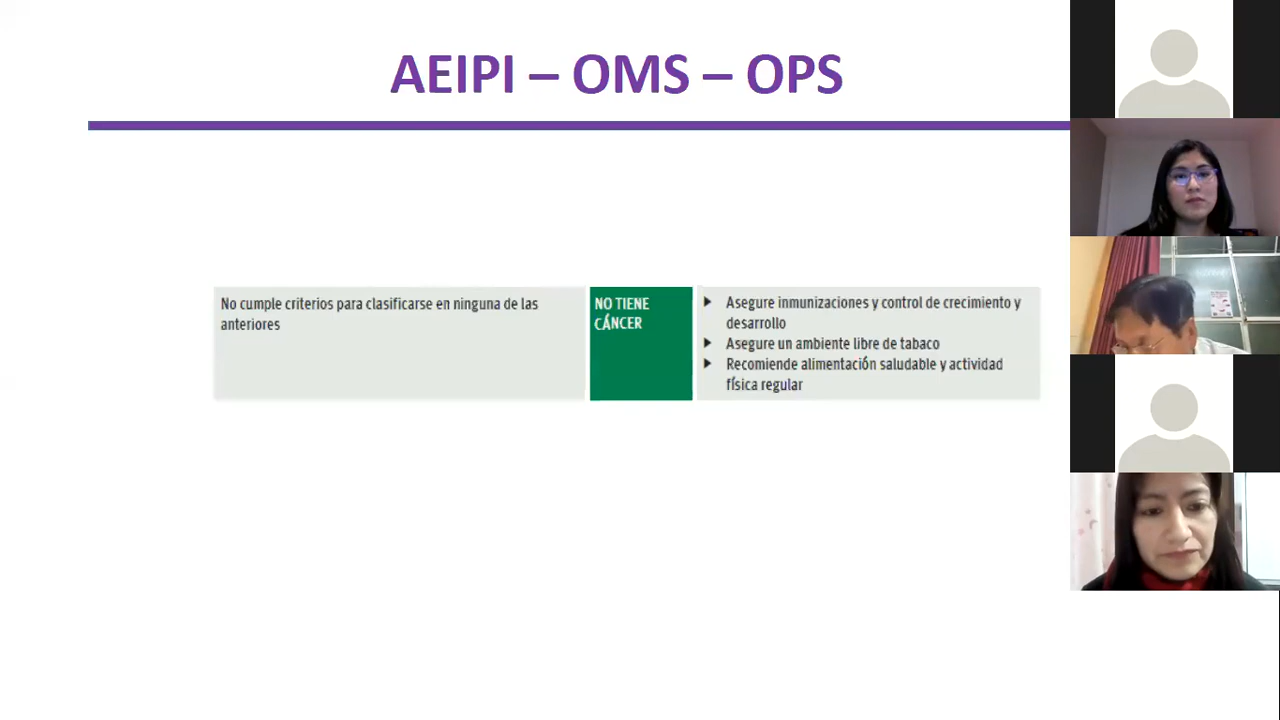 AEIPI – OMS – OPS
No cumple criterios para clasificarse en ninguna de las
anteriores
NO TIENE
CÁNCER
Asegure inmunizaciones y control de crecimiento y
desarrollo
Asegure un ambiente libre de tabaco
Recomiende alimentación saludable y actividad
física regular